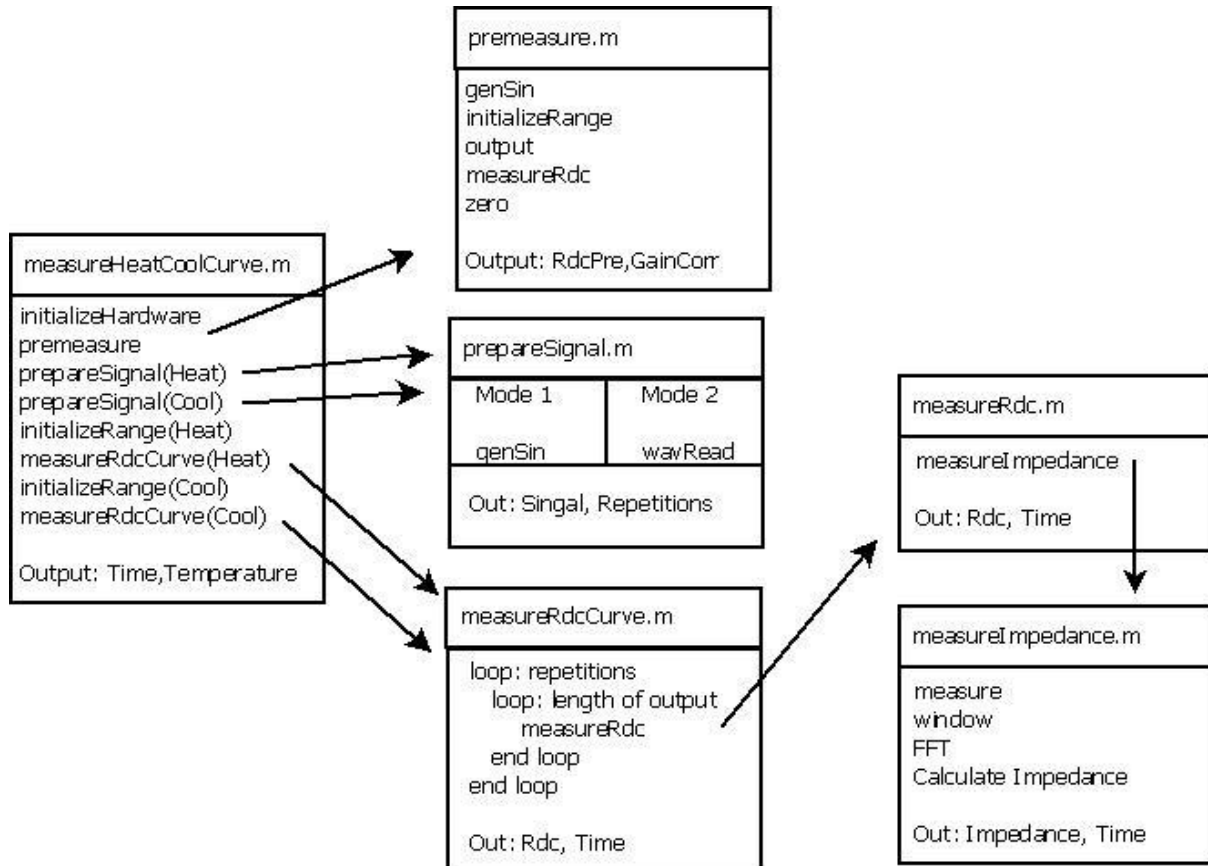 premeasure.m
genSin
initializeRange
output
measureRdc
zero
Output: RdcPre,GainCorr
measureHeatCoolCurve.m
initializeHardware
premeasure
prepareSignal(Heat)
prepareSignal(Cool)
initializeRange(Heat)
measureRdcCurve(Heat)
initializeRange(Cool)
measureRdcCurve(Cool)
Output: Time,Temperature
prepareSignal.m
Mode 1
genSin
Mode 2
wavRead
Out: Singal, Repetitions
measureRdcCurve.m
loop: repetitions
loop: length of output
measureRdc
end loop
end loop
Out: Rdc, Time
measureRdc.m
measureImpedance
Out: Rdc, Time
measureImpedance.m
measure
window
FFT
Calculate Impedance
Out: Impedance, Time